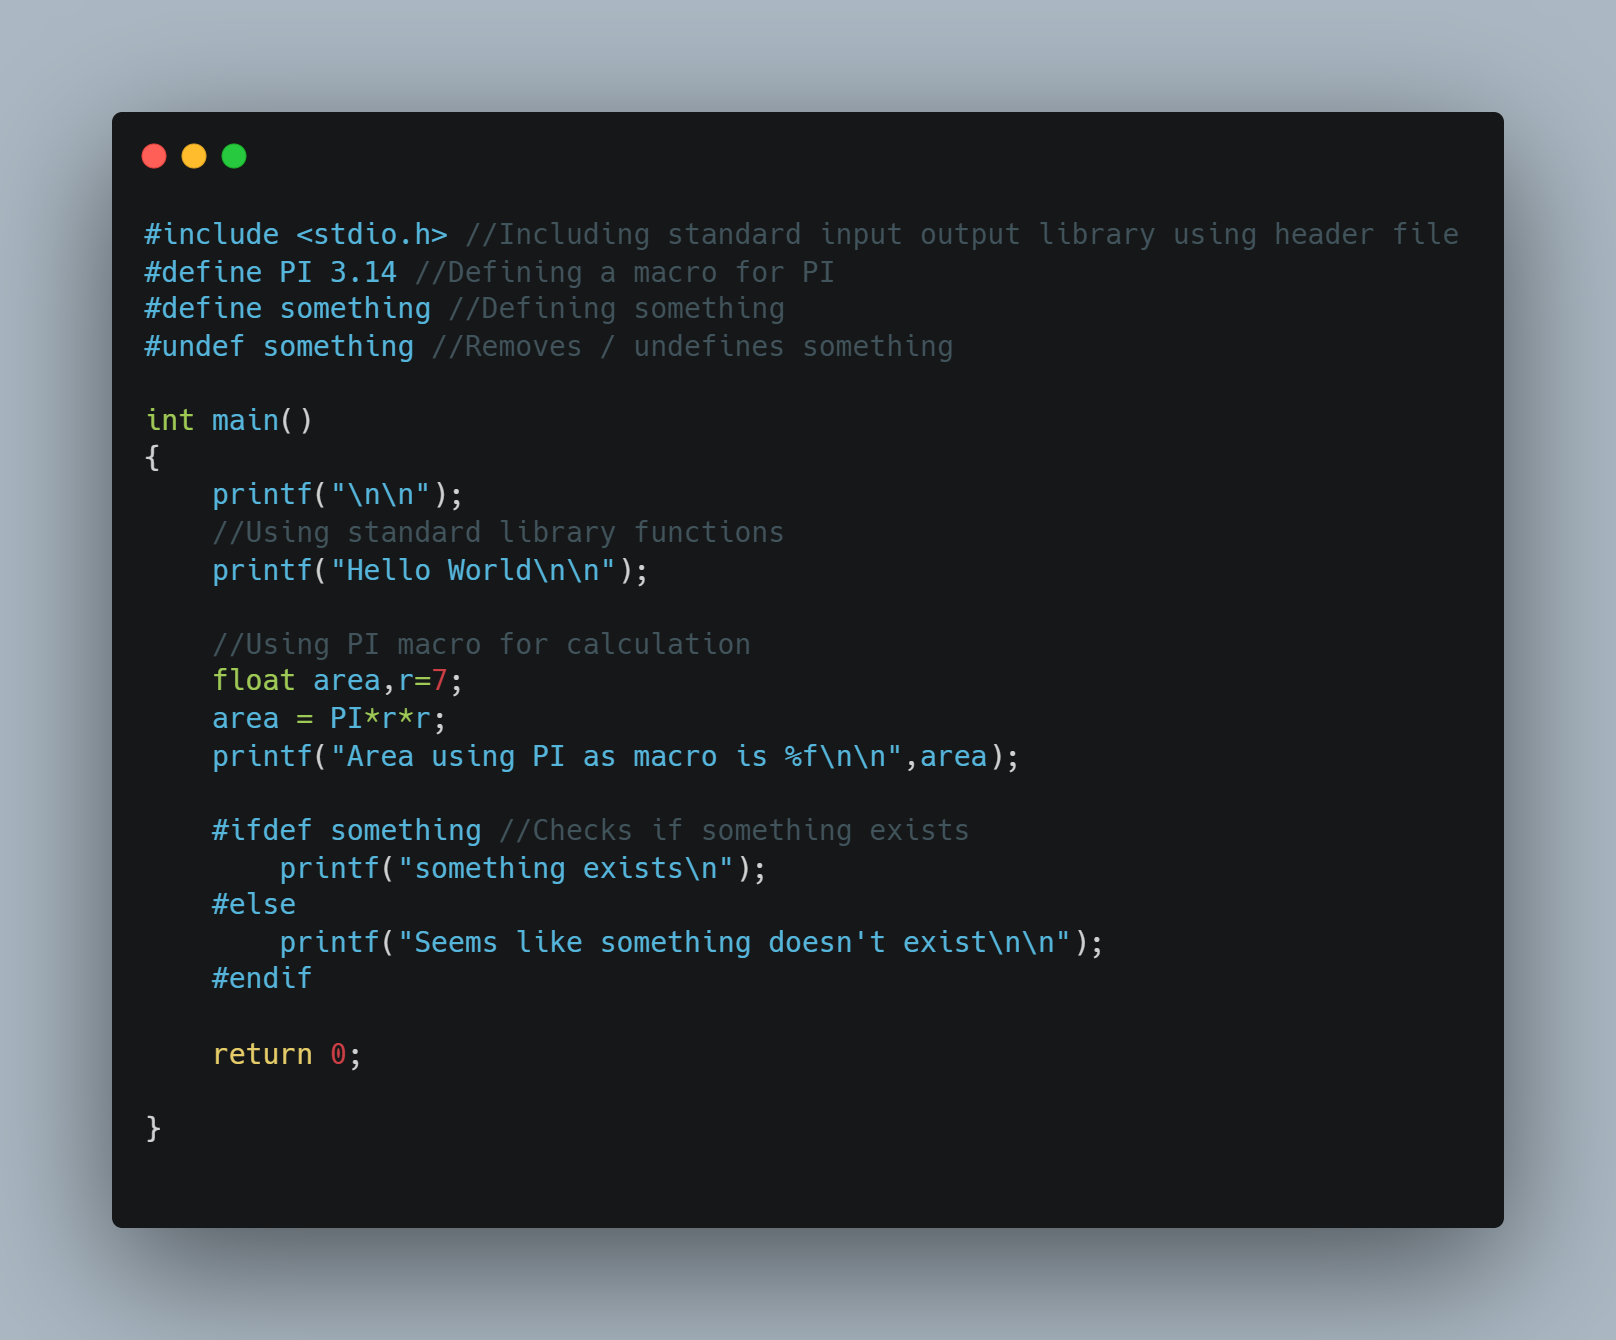 #include <stdio.h> //Including standard input output library using header file
#define PI 3.14 //Defining a macro for PI
#define something //Defining something
#undef something //Removes / undefines something

int main()
{
    printf("\n\n");
    //Using standard library functions
    printf("Hello World\n\n");

    //Using PI macro for calculation
    float area,r=7;
    area = PI*r*r;
    printf("Area using PI as macro is %f\n\n",area);

    #ifdef something //Checks if something exists
        printf("something exists\n");
    #else
        printf("Seems like something doesn't exist\n\n");
    #endif

    return 0;

}